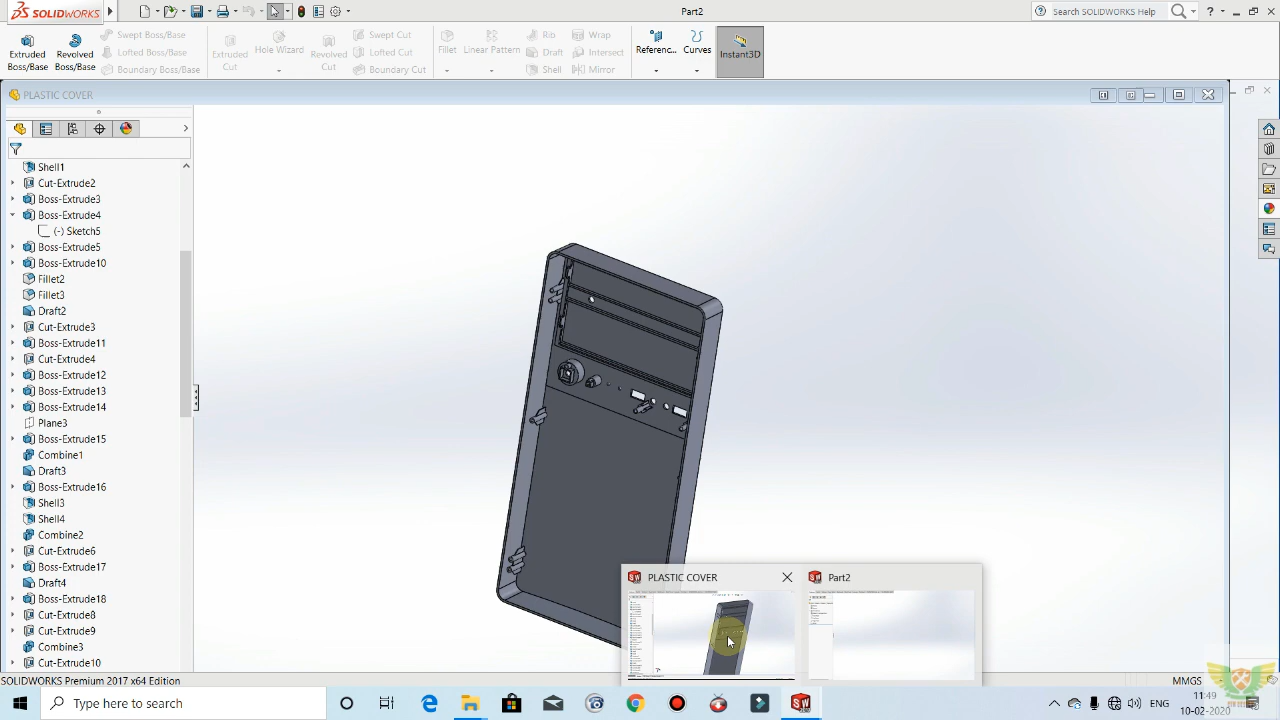 SOLIDWORKS
Part2
Search SOLIDWORKS Help
Extruded
Boss/Base
Revolved
Boss/Base
Swept Boss/Base
Lofted Boss/Base
Boundary Boss/Base
Extruded
Cut
Hole Wizard
Revolved
Cut
Swept Cut
Lofted Cut
Boundary Cut
Fillet
Linear Pattern
Rib
Draft
Shell
Wrap
Intersect
Mirror
Referenc...
Curves
Instant3D
PLASTIC COVER
Shell1
Cut-Extrude2
Boss-Extrude3
Boss-Extrude4
(-) Sketch5
Boss-Extrude5
Boss-Extrude10
Fillet2
Fillet3
Draft2
Cut-Extrude3
Boss-Extrude11
Cut-Extrude4
Boss-Extrude12
Boss-Extrude13
Boss-Extrude14
Plane3
Boss-Extrude15
Combine1
Draft3
Boss-Extrude16
Shell3
Shell4
Combine2
Cut-Extrude6
Boss-Extrude17
Draft4
Boss-Extrude18
Cut-Extrude8
Cut-Extrude9
Combine3
Cut-Extrude10
PLASTIC COVER
Part2
SOLIDWORKS Premium 2017 x64 Edition
MMGS
Type here to search
ENG
11:49
10-02-2020